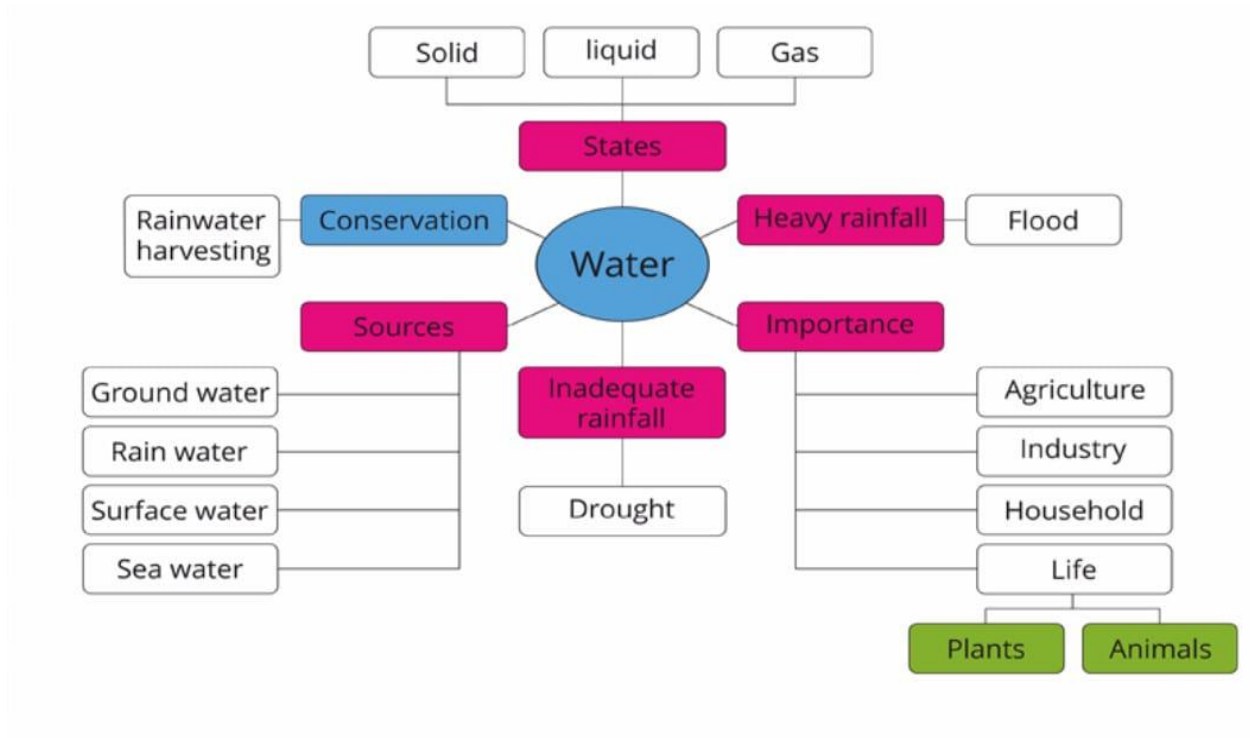 Solid
liquid
Gas
States
Rainwater
harvesting
Conservation
Water
Heavy rainfall
Flood
Sources
Importance
Ground water
Rain water
Surface water
Sea water
Inadequate
rainfall
Drought
Agriculture
Industry
Household
Life
Plants
Animals